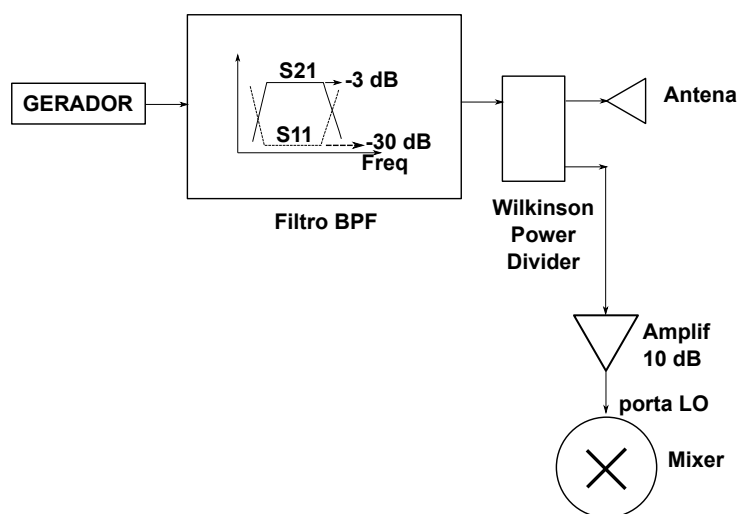 GERADOR
S21
-3 dB
S11
-30 dB
Freq
Filtro BPF
Antena
Wilkinson
Power
Divider
Amplif
10 dB
porta LO
Mixer